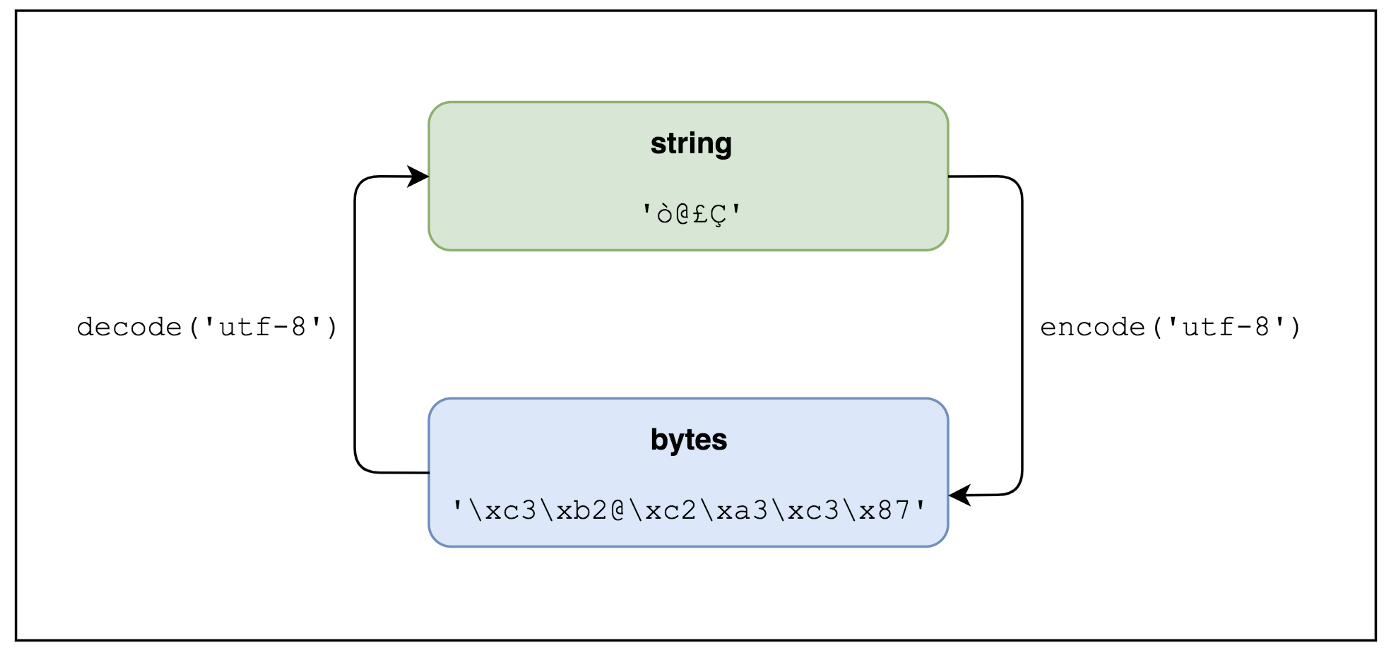 string
'ò@£Ç'
decode('utf-8')
encode('utf-8')
bytes
'\xc3\xb2@\xc2\xa3\xc3\x87'